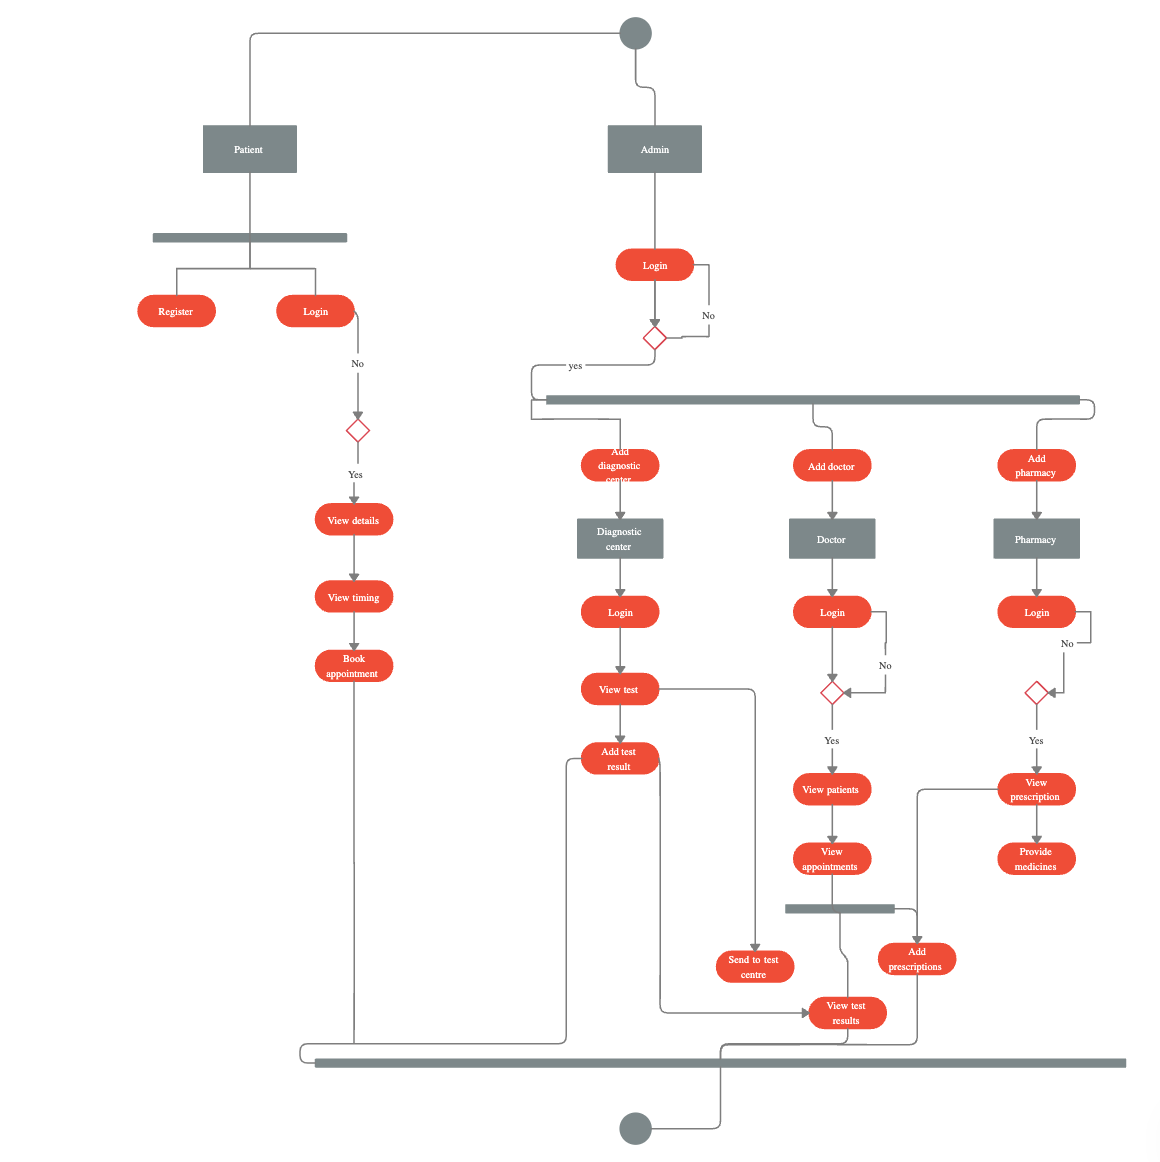 Patient
Admin
Login
Register
Login
No
No
yes
Yes
View details
View timing
Book
appointment
Add
diagnostic
center
Add doctor
Add
pharmacy
Diagnostic
center
Doctor
Pharmacy
Login
Login
Login
No
No
View test
Yes
Yes
Add test
result
View patients
View
prescription
View
appointments
Provide
medicines
Send to test
centre
Add
prescriptions
View test
results